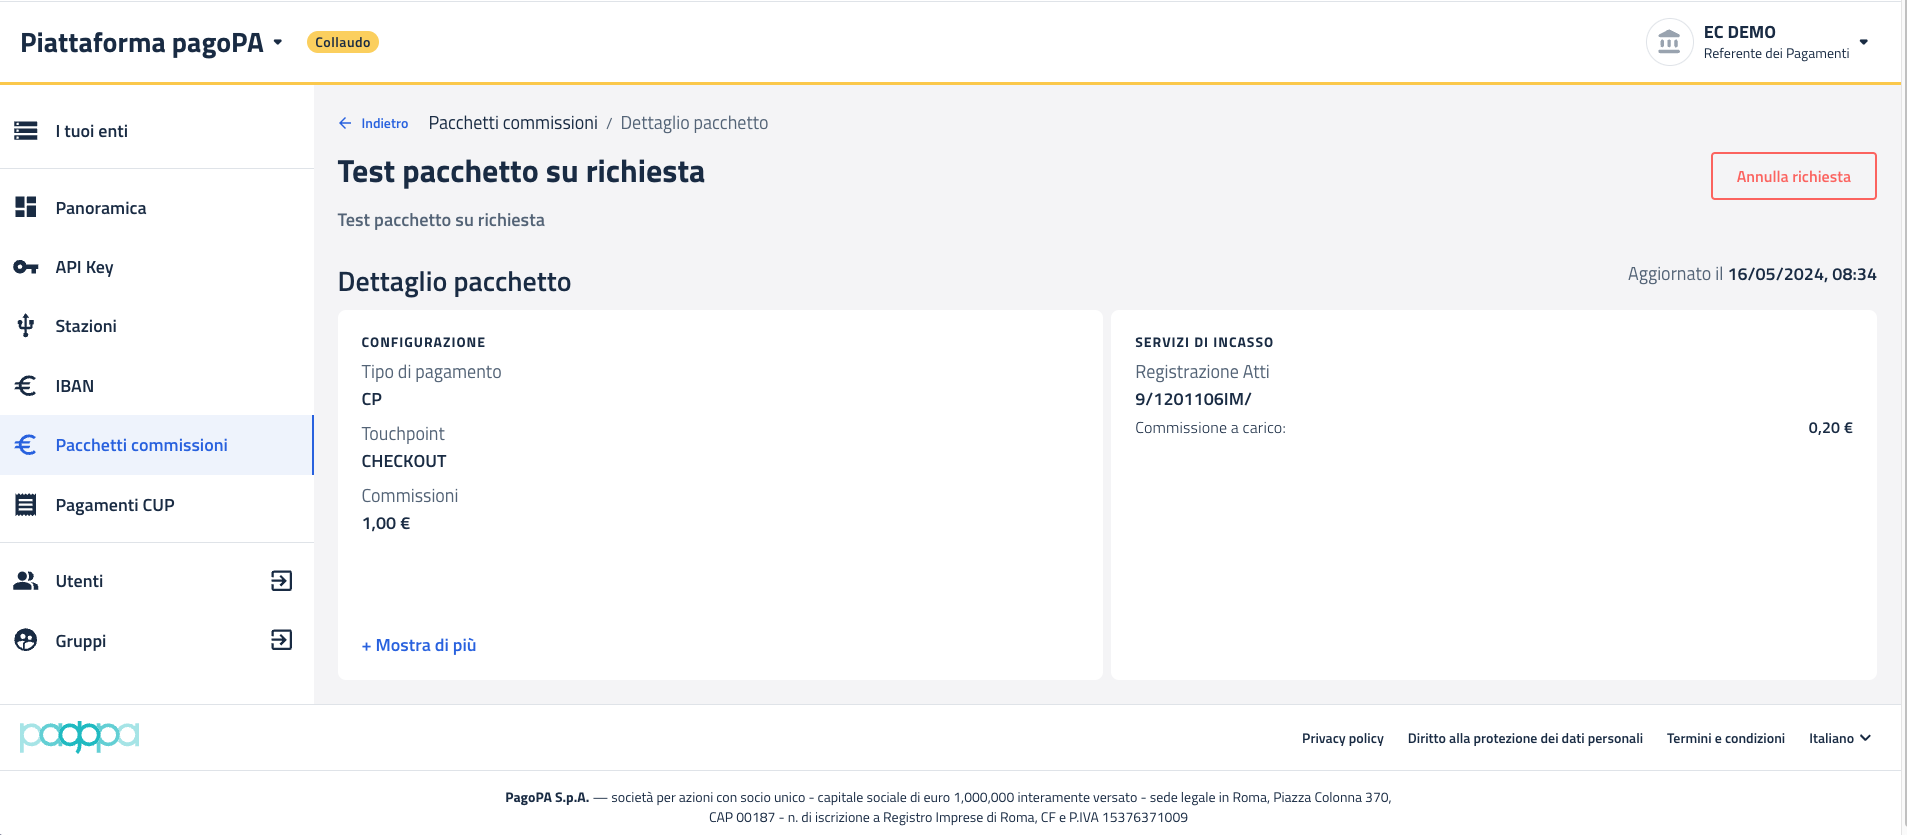 Piattaforma pagoPA
Collaudo
EC DEMO
Referente dei Pagamenti
I tuoi enti
Panoramica
API Key
Stazioni
IBAN
Pacchetti commissioni
Pagamenti CUP
Utenti
Gruppi
Indietro
Pacchetti commissioni / Dettaglio pacchetto
Test pacchetto su richiesta
Annulla richiesta
Test pacchetto su richiesta
Dettaglio pacchetto
Aggiornato il 16/05/2024, 08:34
CONFIGURAZIONE
Tipo di pagamento
CP
Touchpoint
CHECKOUT
Commissioni
1,00 €
+ Mostra di più
SERVIZI DI INCASSO
Registrazione Atti
9/1201106IM/
Commissione a carico: 0,20 €
pagopa
Privacy policy Diritto alla protezione dei dati personali Termini e condizioni Italiano
PagoPA S.p.A. — società per azioni con socio unico - capitale sociale di euro 1,000,000 interamente versato - sede legale in Roma, Piazza Colonna 370,
CAP 00187 - n. di iscrizione a Registro Imprese di Roma, CF e P.IVA 15376371009